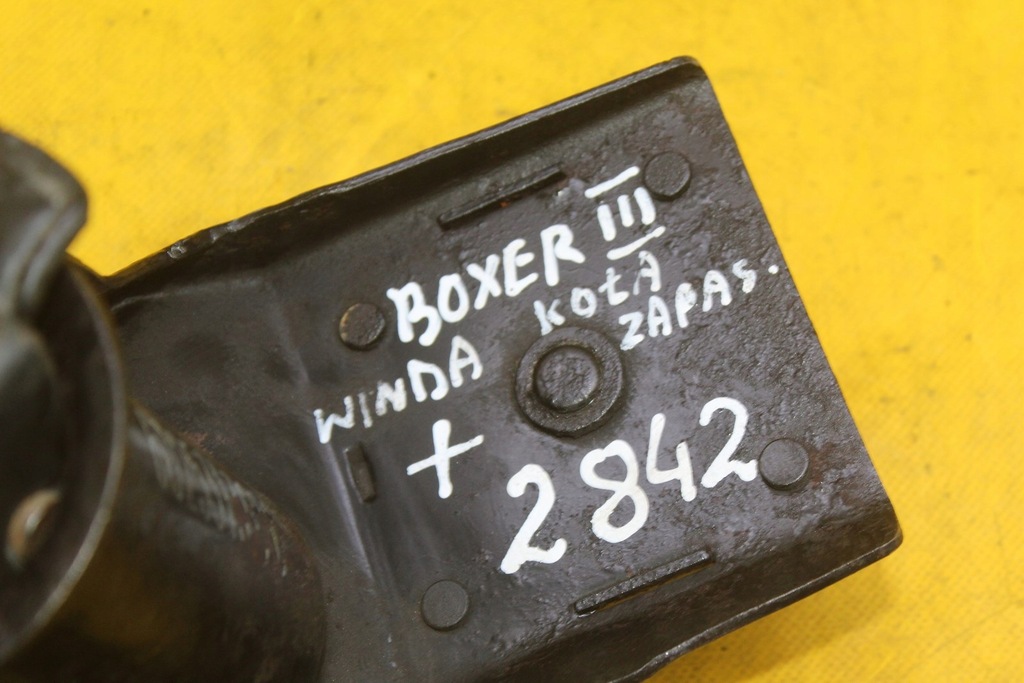 BOXER III
WINDA KOŁA ZAPAS.
+ 2842